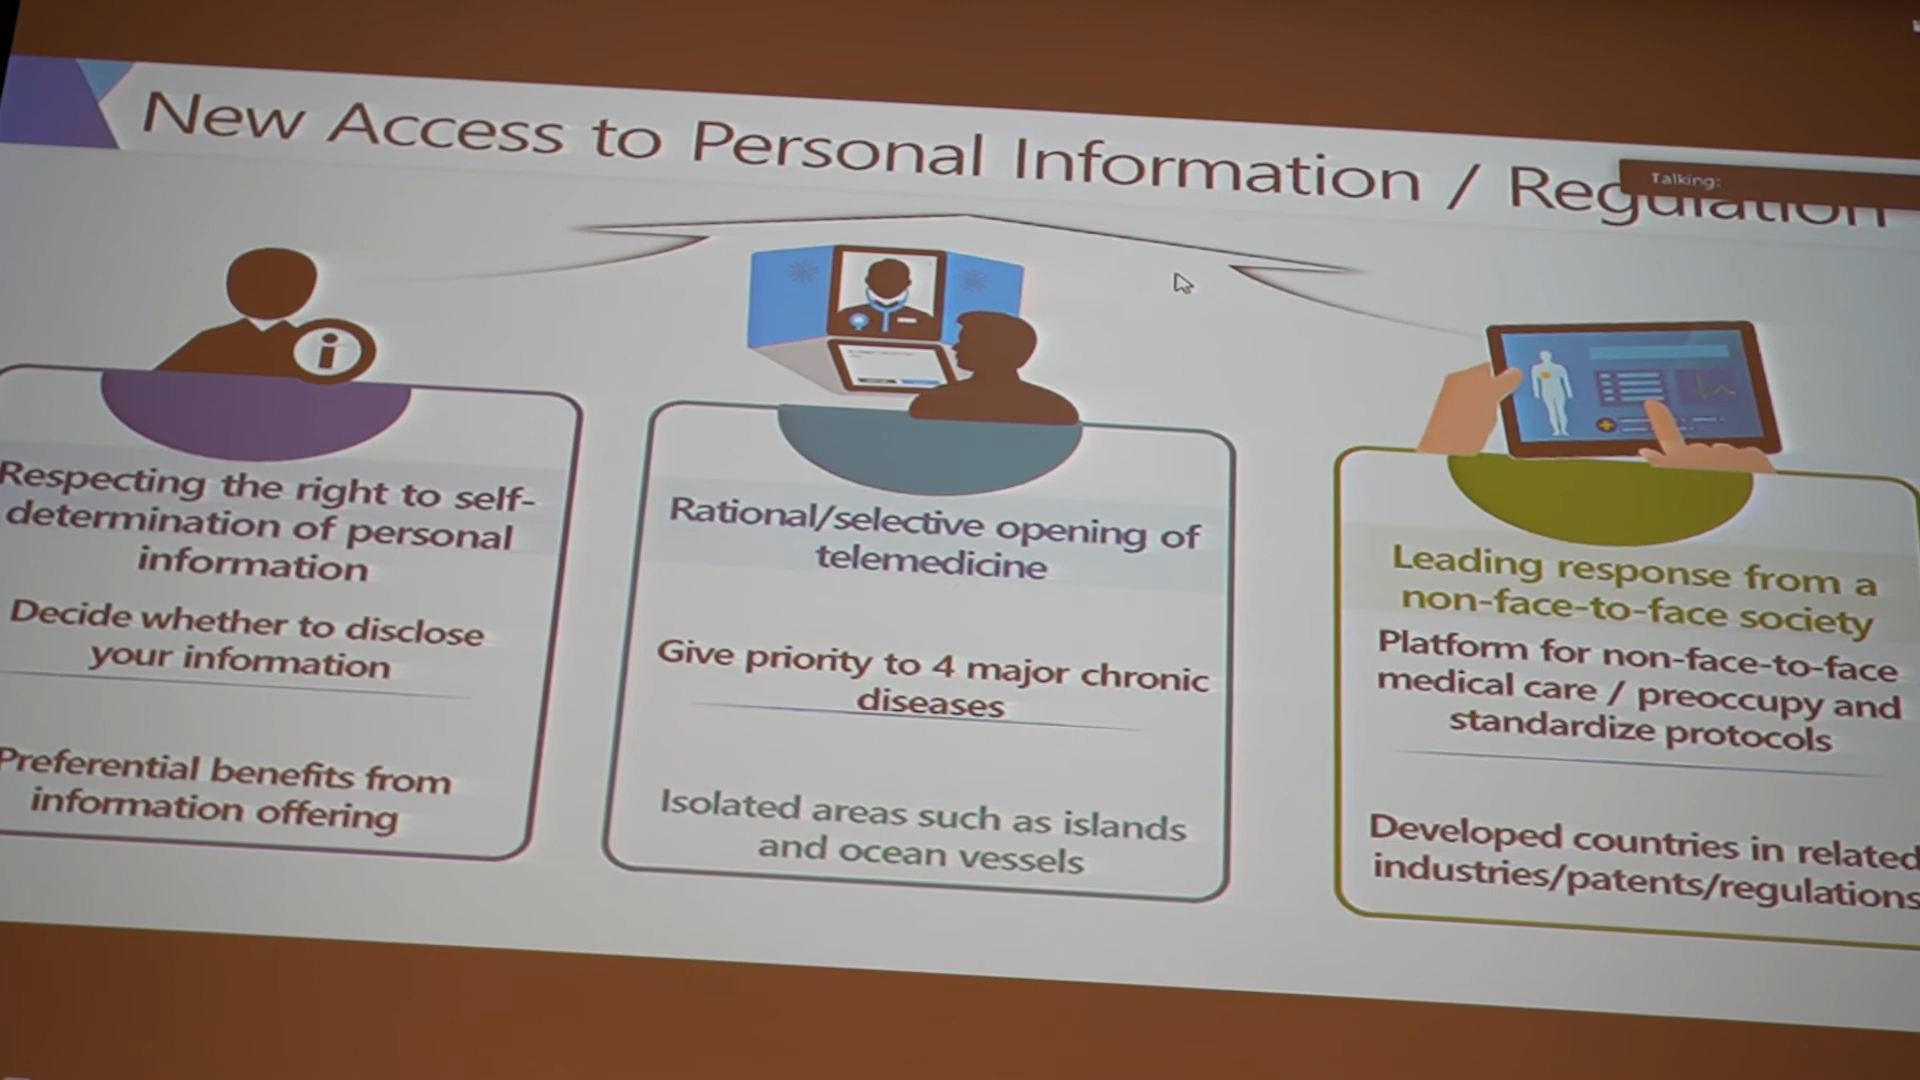 New Access to Personal Information / Regulation
Talking:
Respecting the right to self-
determination of personal
information
Decide whether to disclose
your information
Preferential benefits from
information offering
Rational/selective opening of
telemedicine
Give priority to 4 major chronic
diseases
Isolated areas such as islands
and ocean vessels
Leading response from a
non-face-to-face society
Platform for non-face-to-face
medical care / preoccupy and
standardize protocols
Developed countries in related
industries/patents/regulations